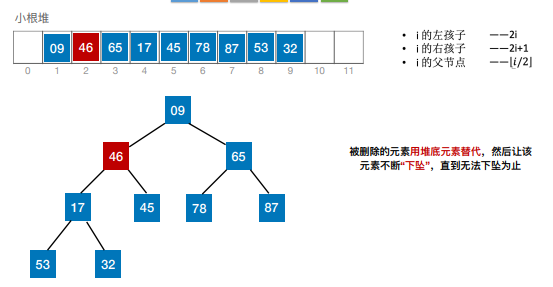 小根堆
09 46 65 17 45 78 87 53 32
0 1 2 3 4 5 6 7 8 9 10 11
• i 的左孩子 ——2i
• i 的右孩子 ——2i+1
• i 的父节点 ——⌊i/2⌋
09
46 65
17 45 78 87
53 32
被删除的元素用堆底元素替代，然后让该
元素不断“下坠”，直到无法下坠为止